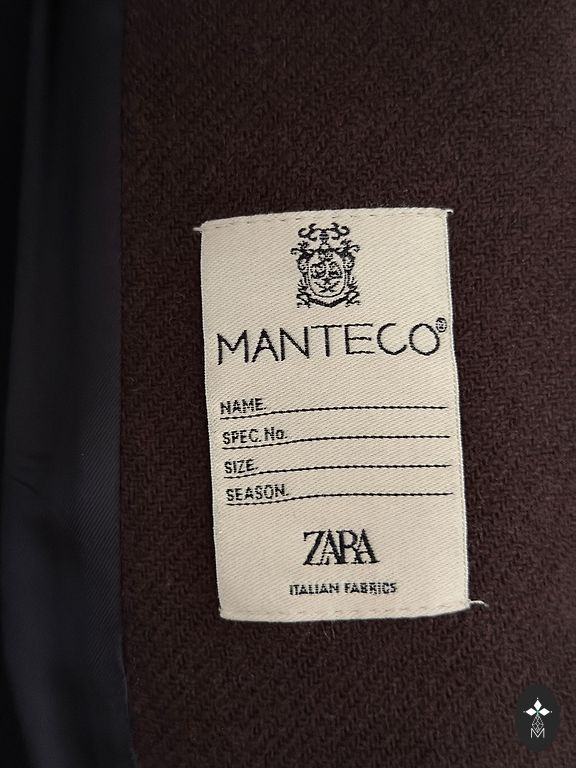 MANTECO®
NAME.
SPEC. No.
SIZE.
SEASON.
ZARA
ITALIAN FABRICS
M